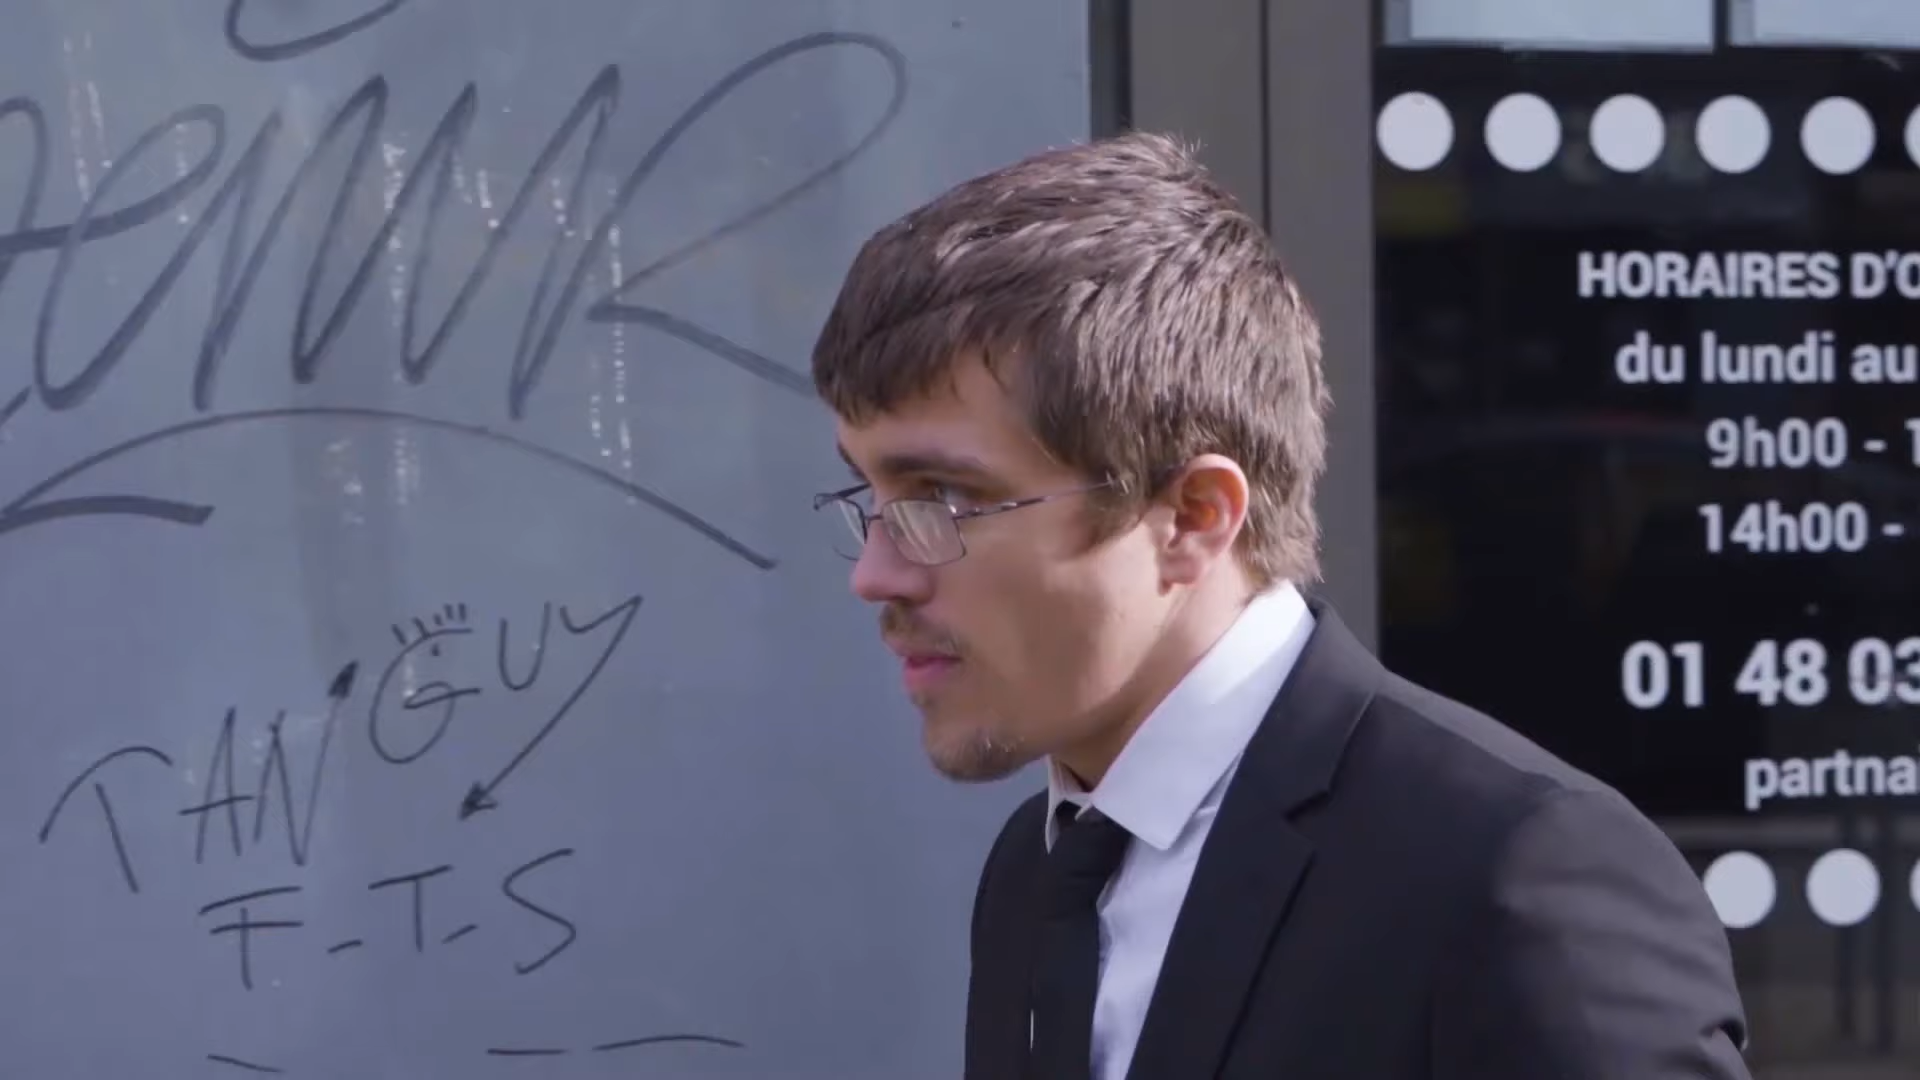 TANGUY
F-T-S
HORAIRES D'O
du lundi au
9h00 - 1
14h00 -
01 48 03
partna